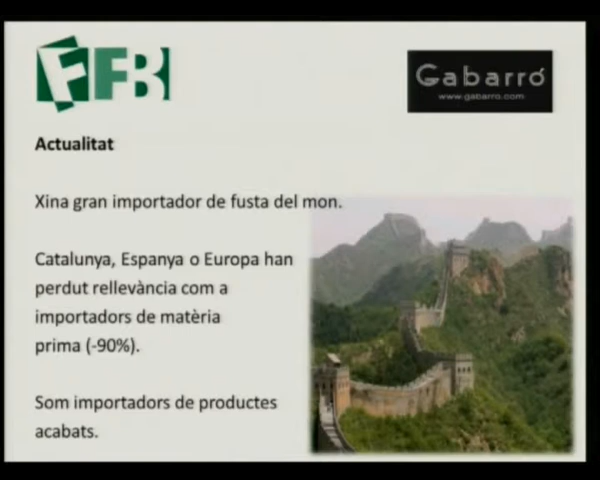 FFB
Gabarró
www.gabarro.com
Actualitat
Xina gran importador de fusta del mon.
Catalunya, Espanya o Europa han
perdut rellevància com a
importadors de matèria
prima (-90%).
Som importadors de productes
acabats.